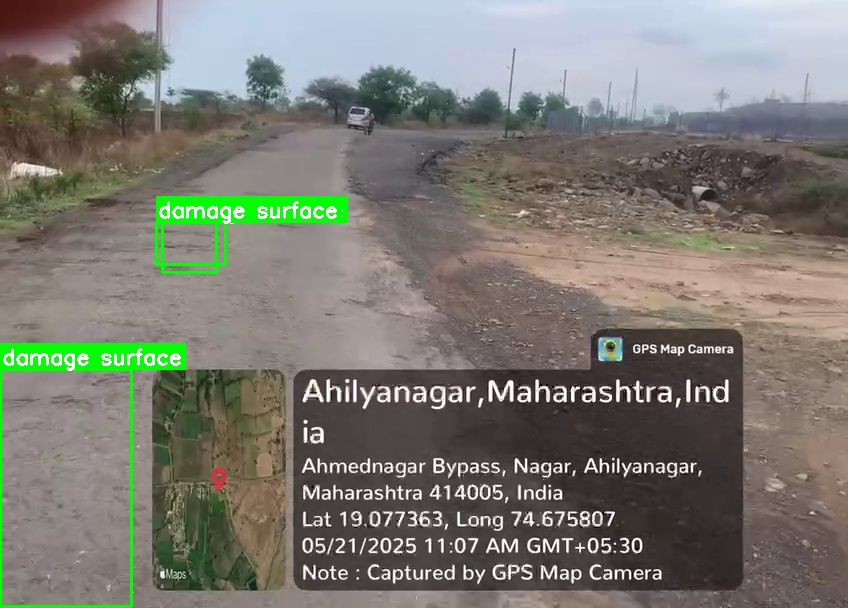 damage surface
damage surface
GPS Map Camera
Ahilyanagar,Maharashtra,Ind
ia
Ahmednagar Bypass, Nagar, Ahilyanagar,
Maharashtra 414005, India
Lat 19.077363, Long 74.675807
05/21/2025 11:07 AM GMT+05:30
Note : Captured by GPS Map Camera
Maps